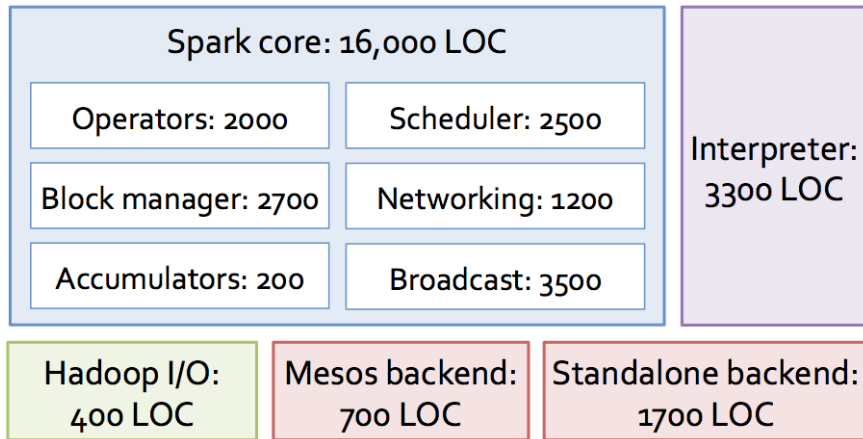 Spark core: 16,000 LOC
Operators: 2000
Scheduler: 2500
Block manager: 2700
Networking: 1200
Accumulators: 200
Broadcast: 3500
Interpreter:
3300 LOC
Hadoop I/O:
400 LOC
Mesos backend:
700 LOC
Standalone backend:
1700 LOC